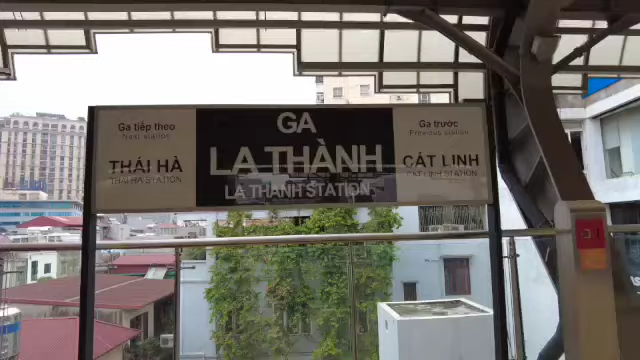 Ga tiếp theo
Next station
THÁI HÀ
THAI HA STATION
GA
LA THÀNH
LA THANH STATION
Ga trước
Previous station
CÁT LINH
CAT LINH STATION